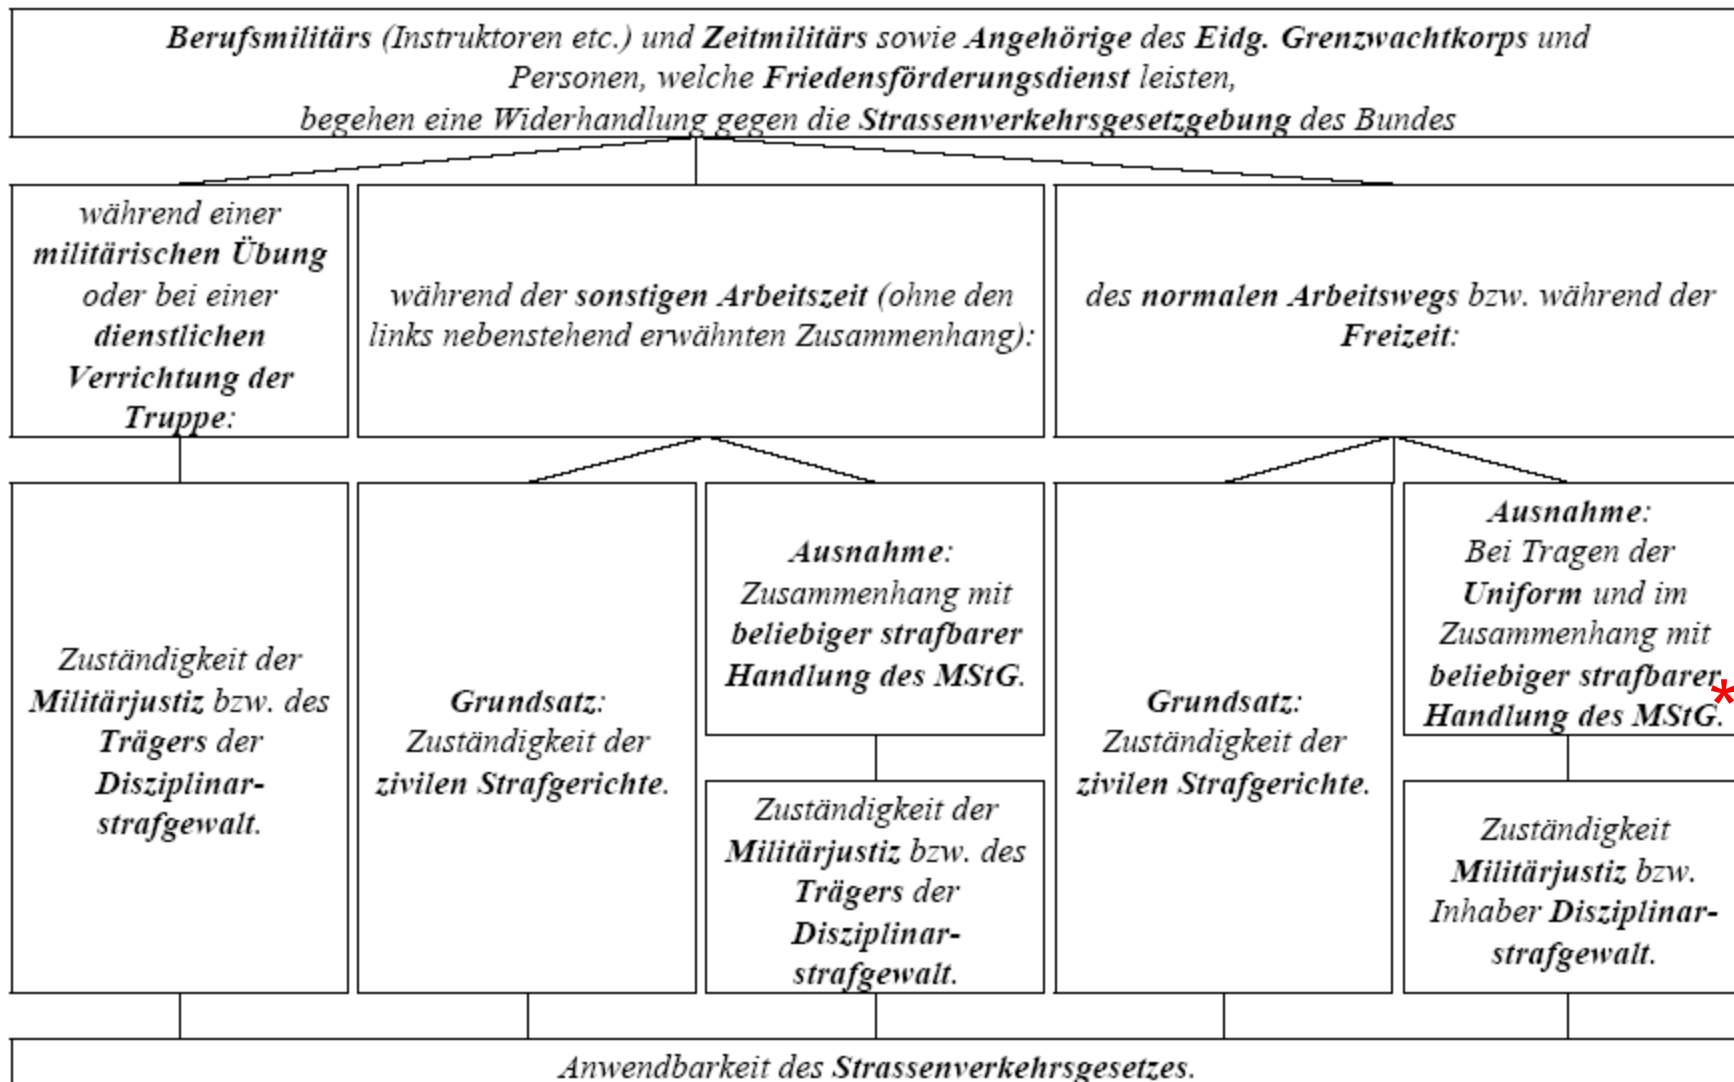 Berufsmilitärs (Instruktoren etc.) und Zeitmilitärs sowie Angehörige des Eidg. Grenzwachtkorps und
Personen, welche Friedensförderungsdienst leisten,
begehen eine Widerhandlung gegen die Strassenverkehrsgesetzgebung des Bundes
während einer
militärischen Übung
oder bei einer
dienstlichen
Verrichtung der
Truppe:
während der sonstigen Arbeitszeit (ohne den
links nebenstehend erwähnten Zusammenhang):
des normalen Arbeitswegs bzw. während der
Freizeit:
Zuständigkeit der
Militärjustiz bzw. des
Trägers der
Disziplinar-
strafgewalt.
Grundsatz:
Zuständigkeit der
zivilen Strafgerichte.
Ausnahme:
Zusammenhang mit
beliebiger strafbarer
Handlung des MStG.
Zuständigkeit der
Militärjustiz bzw. des
Trägers der
Disziplinar-
strafgewalt.
Grundsatz:
Zuständigkeit der
zivilen Strafgerichte.
Ausnahme:
Bei Tragen der
Uniform und im
Zusammenhang mit
beliebiger strafbarer
Handlung des MStG.*
Zuständigkeit
Militärjustiz bzw.
Inhaber Disziplinar-
strafgewalt.
Anwendbarkeit des Strassenverkehrsgesetzes.